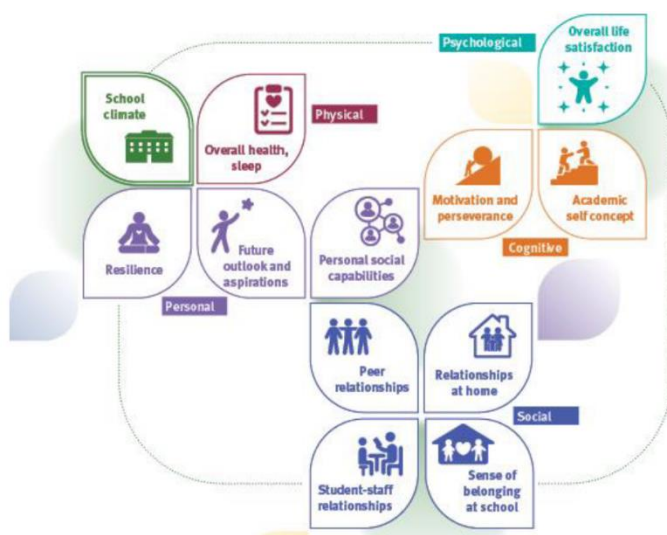 Psychological
Overall life
satisfaction
School
climate
Overall health,
sleep
Physical
Motivation and
perseverance
Academic
self concept
Cognitive
Resilience
Future
outlook and
aspirations
Personal social
capabilities
Personal
Peer
relationships
Relationships
at home
Social
Student-staff
relationships
Sense of
belonging
at school